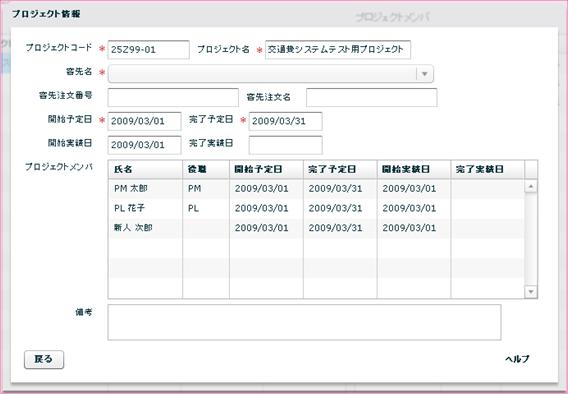 プロジェクトメンバ
プロジェクト情報
プロジェクトコード * 25Z99-01 プロジェクト名 * 交通費システムテスト用プロジェクト
客先名 *
客先注文番号 客先注文名
開始予定日 * 2009/03/01 完了予定日 * 2009/03/31
開始実績日 2009/03/01 完了実績日
プロジェクトメンバ
氏名 役職 開始予定日 完了予定日 開始実績日 完了実績日
PM 太郎 PM 2009/03/01 2009/03/31 2009/03/01
PL 花子 PL 2009/03/01 2009/03/31 2009/03/01
新人 次郎 2009/03/01 2009/03/31 2009/03/01
備考
戻る ヘルプ